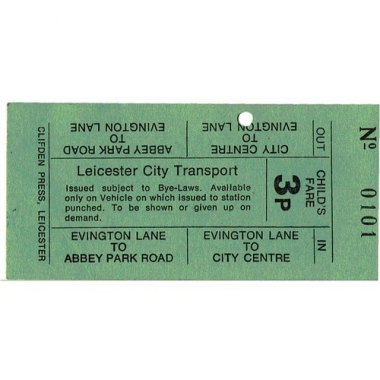 CLIFDEN PRESS, LEICESTER
EVINGTON LANE
TO
ABBEY PARK ROAD
CITY CENTRE
TO
EVINGTON LANE
OUT
Leicester City Transport
Issued subject to Bye-Laws. Available
only on Vehicle on which issued to station
punched. To be shown or given up on
demand.
3P
CHILD'S
FARE
EVINGTON LANE
TO
ABBEY PARK ROAD
EVINGTON LANE
TO
CITY CENTRE
IN
Nº 0101